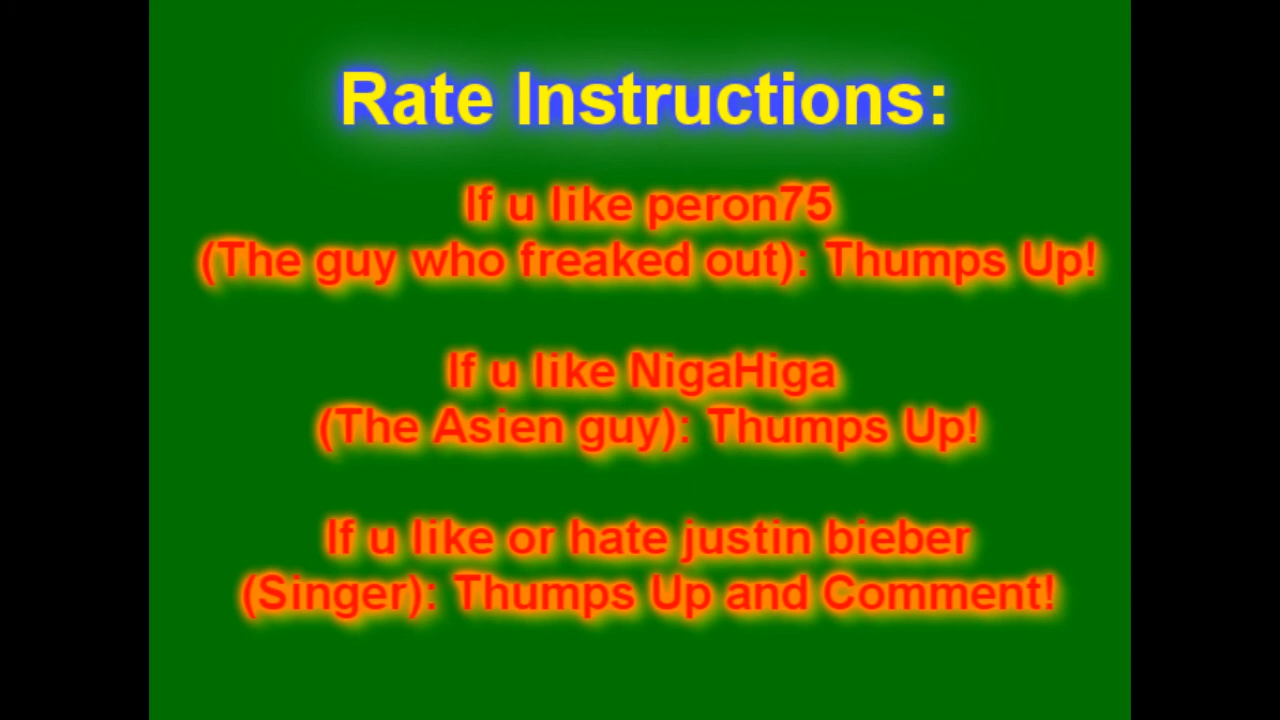 Rate Instructions:
If u like peron75
(The guy who freaked out): Thumps Up!
If u like NigaHiga
(The Asien guy): Thumps Up!
If u like or hate justin bieber
(Singer): Thumps Up and Comment!